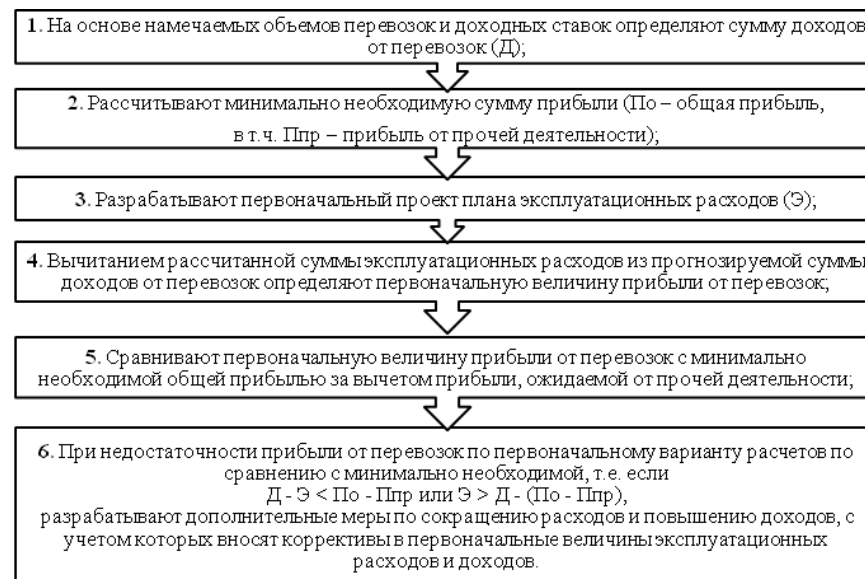 1. На основе намечаемых объемов перевозок и доходных ставок определяют сумму доходов
от перевозок (Д);
2. Рассчитывают минимально необходимую сумму прибыли (По – общая прибыль,
в т.ч. Ппр – прибыль от прочей деятельности);
3. Разрабатывают первоначальный проект плана эксплуатационных расходов (Э);
4. Вычитанием рассчитанной суммы эксплуатационных расходов из прогнозируемой суммы
доходов от перевозок определяют первоначальную величину прибыли от перевозок;
5. Сравнивают первоначальную величину прибыли от перевозок с минимально
необходимой общей прибылью за вычетом прибыли, ожидаемой от прочей деятельности;
6. При недостаточности прибыли от перевозок по первоначальному варианту расчетов по
сравнению с минимально необходимой, т.е. если
Д - Э < По - Ппр или Э > Д - (По - Ппр),
разрабатывают дополнительные меры по сокращению расходов и повышению доходов, с
учетом которых вносят коррективы в первоначальные величины эксплуатационных
расходов и доходов.